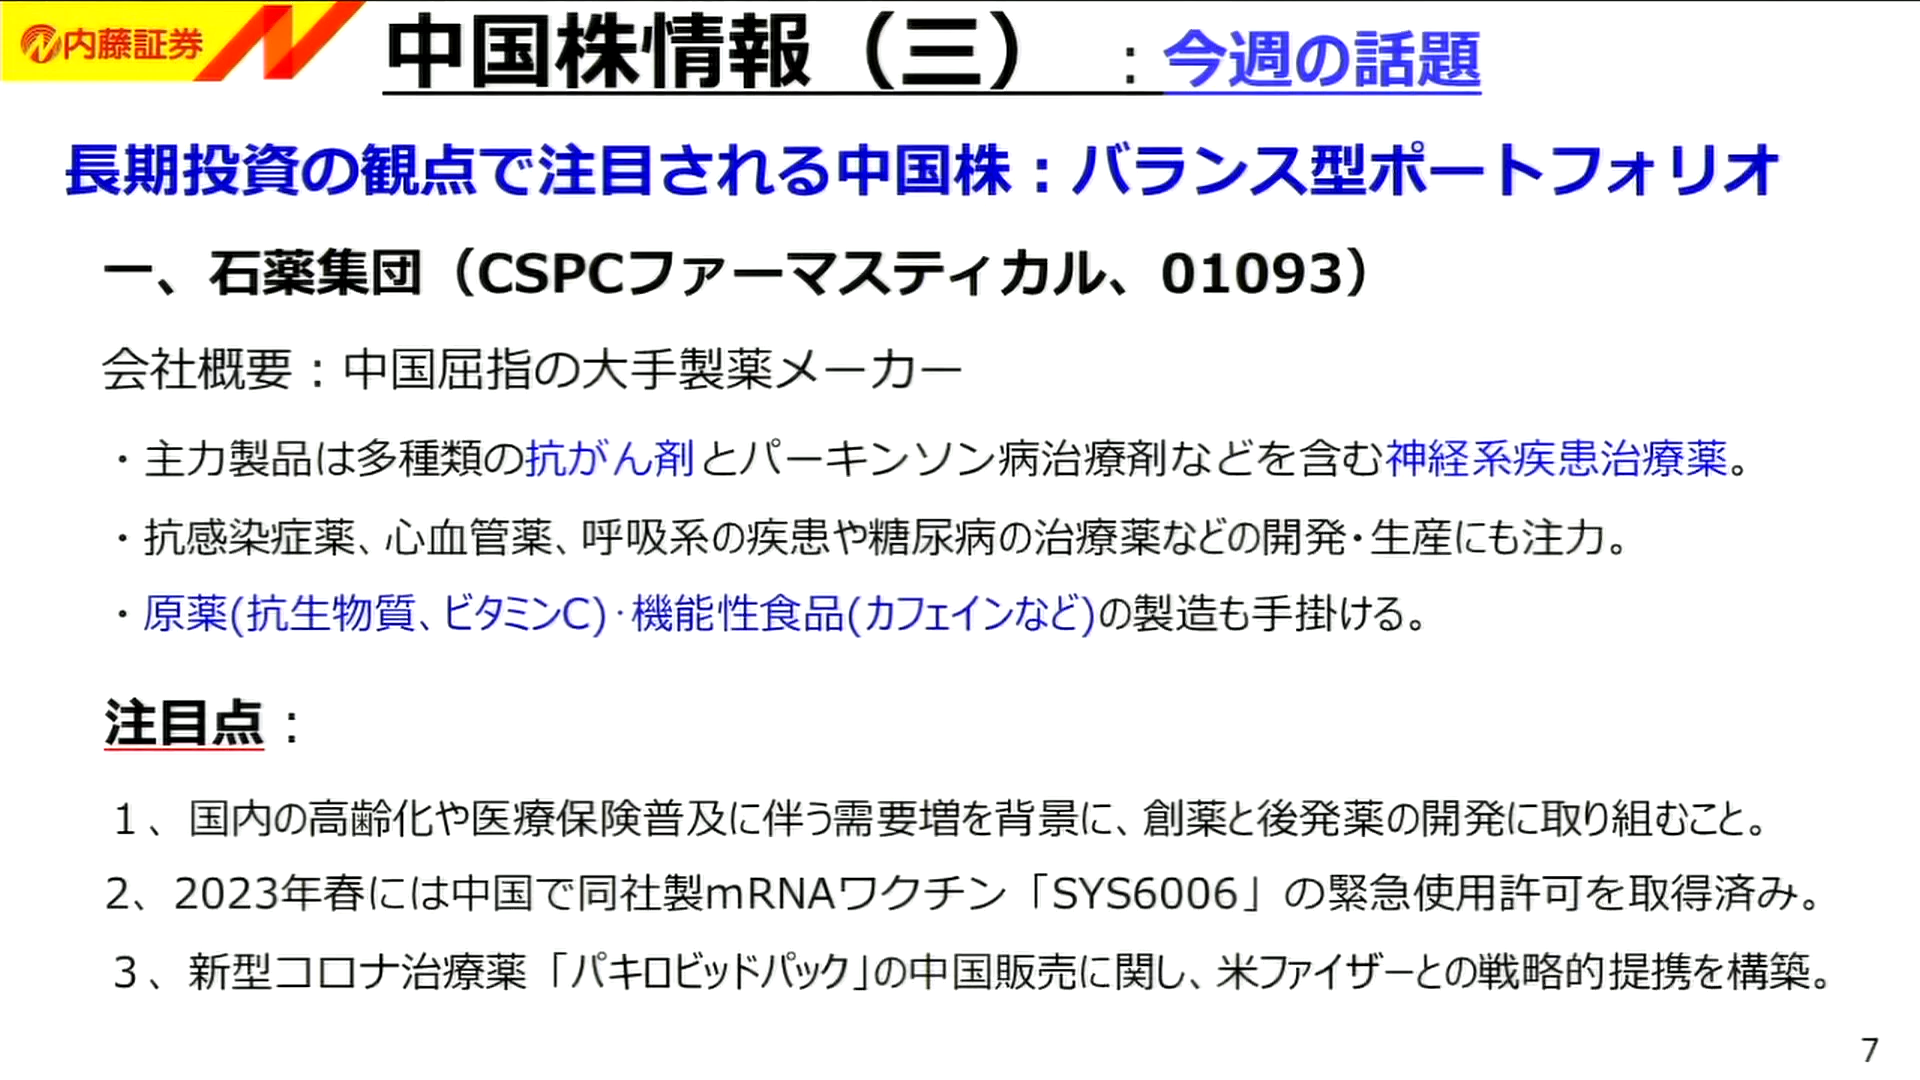 内藤証券
中国株情報（三）：今週の話題
長期投資の観点で注目される中国株：バランス型ポートフォリオ
一、石薬集団（CSPCファーマスティカル、01093）
会社概要：中国屈指の大手製薬メーカー
・主力製品は多種類の抗がん剤とパーキンソン病治療剤などを含む神経系疾患治療薬。
・抗感染症薬、心血管薬、呼吸系の疾患や糖尿病の治療薬などの開発・生産にも注力。
・原薬(抗生物質、ビタミンC)･機能性食品(カフェインなど)の製造も手掛ける。
注目点：
１、国内の高齢化や医療保険普及に伴う需要増を背景に、創薬と後発薬の開発に取り組むこと。
2、2023年春には中国で同社製mRNAワクチン「SYS6006」の緊急使用許可を取得済み。
３、新型コロナ治療薬「パキロビッドパック」の中国販売に関し、米ファイザーとの戦略的提携を構築。
7